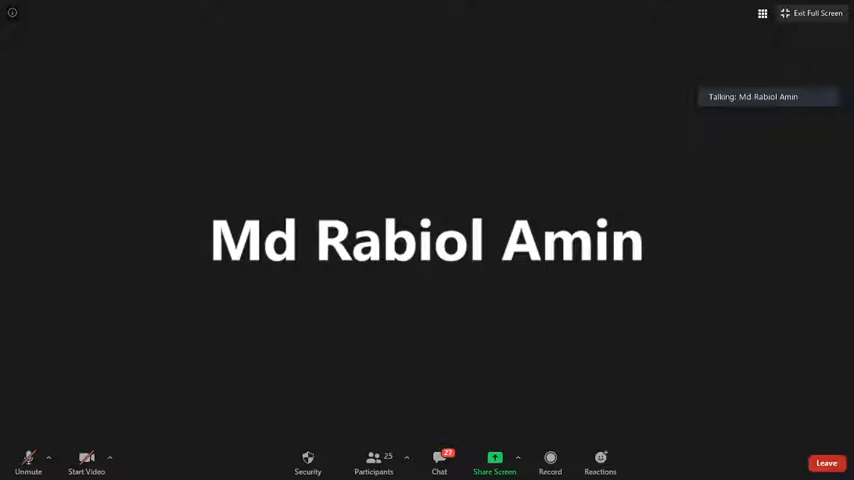 Exit Full Screen
Talking: Md Rabiol Amin
Md Rabiol Amin
Unmute
Start Video
Security
25
Participants
27
Chat
Share Screen
Record
Reactions
Leave